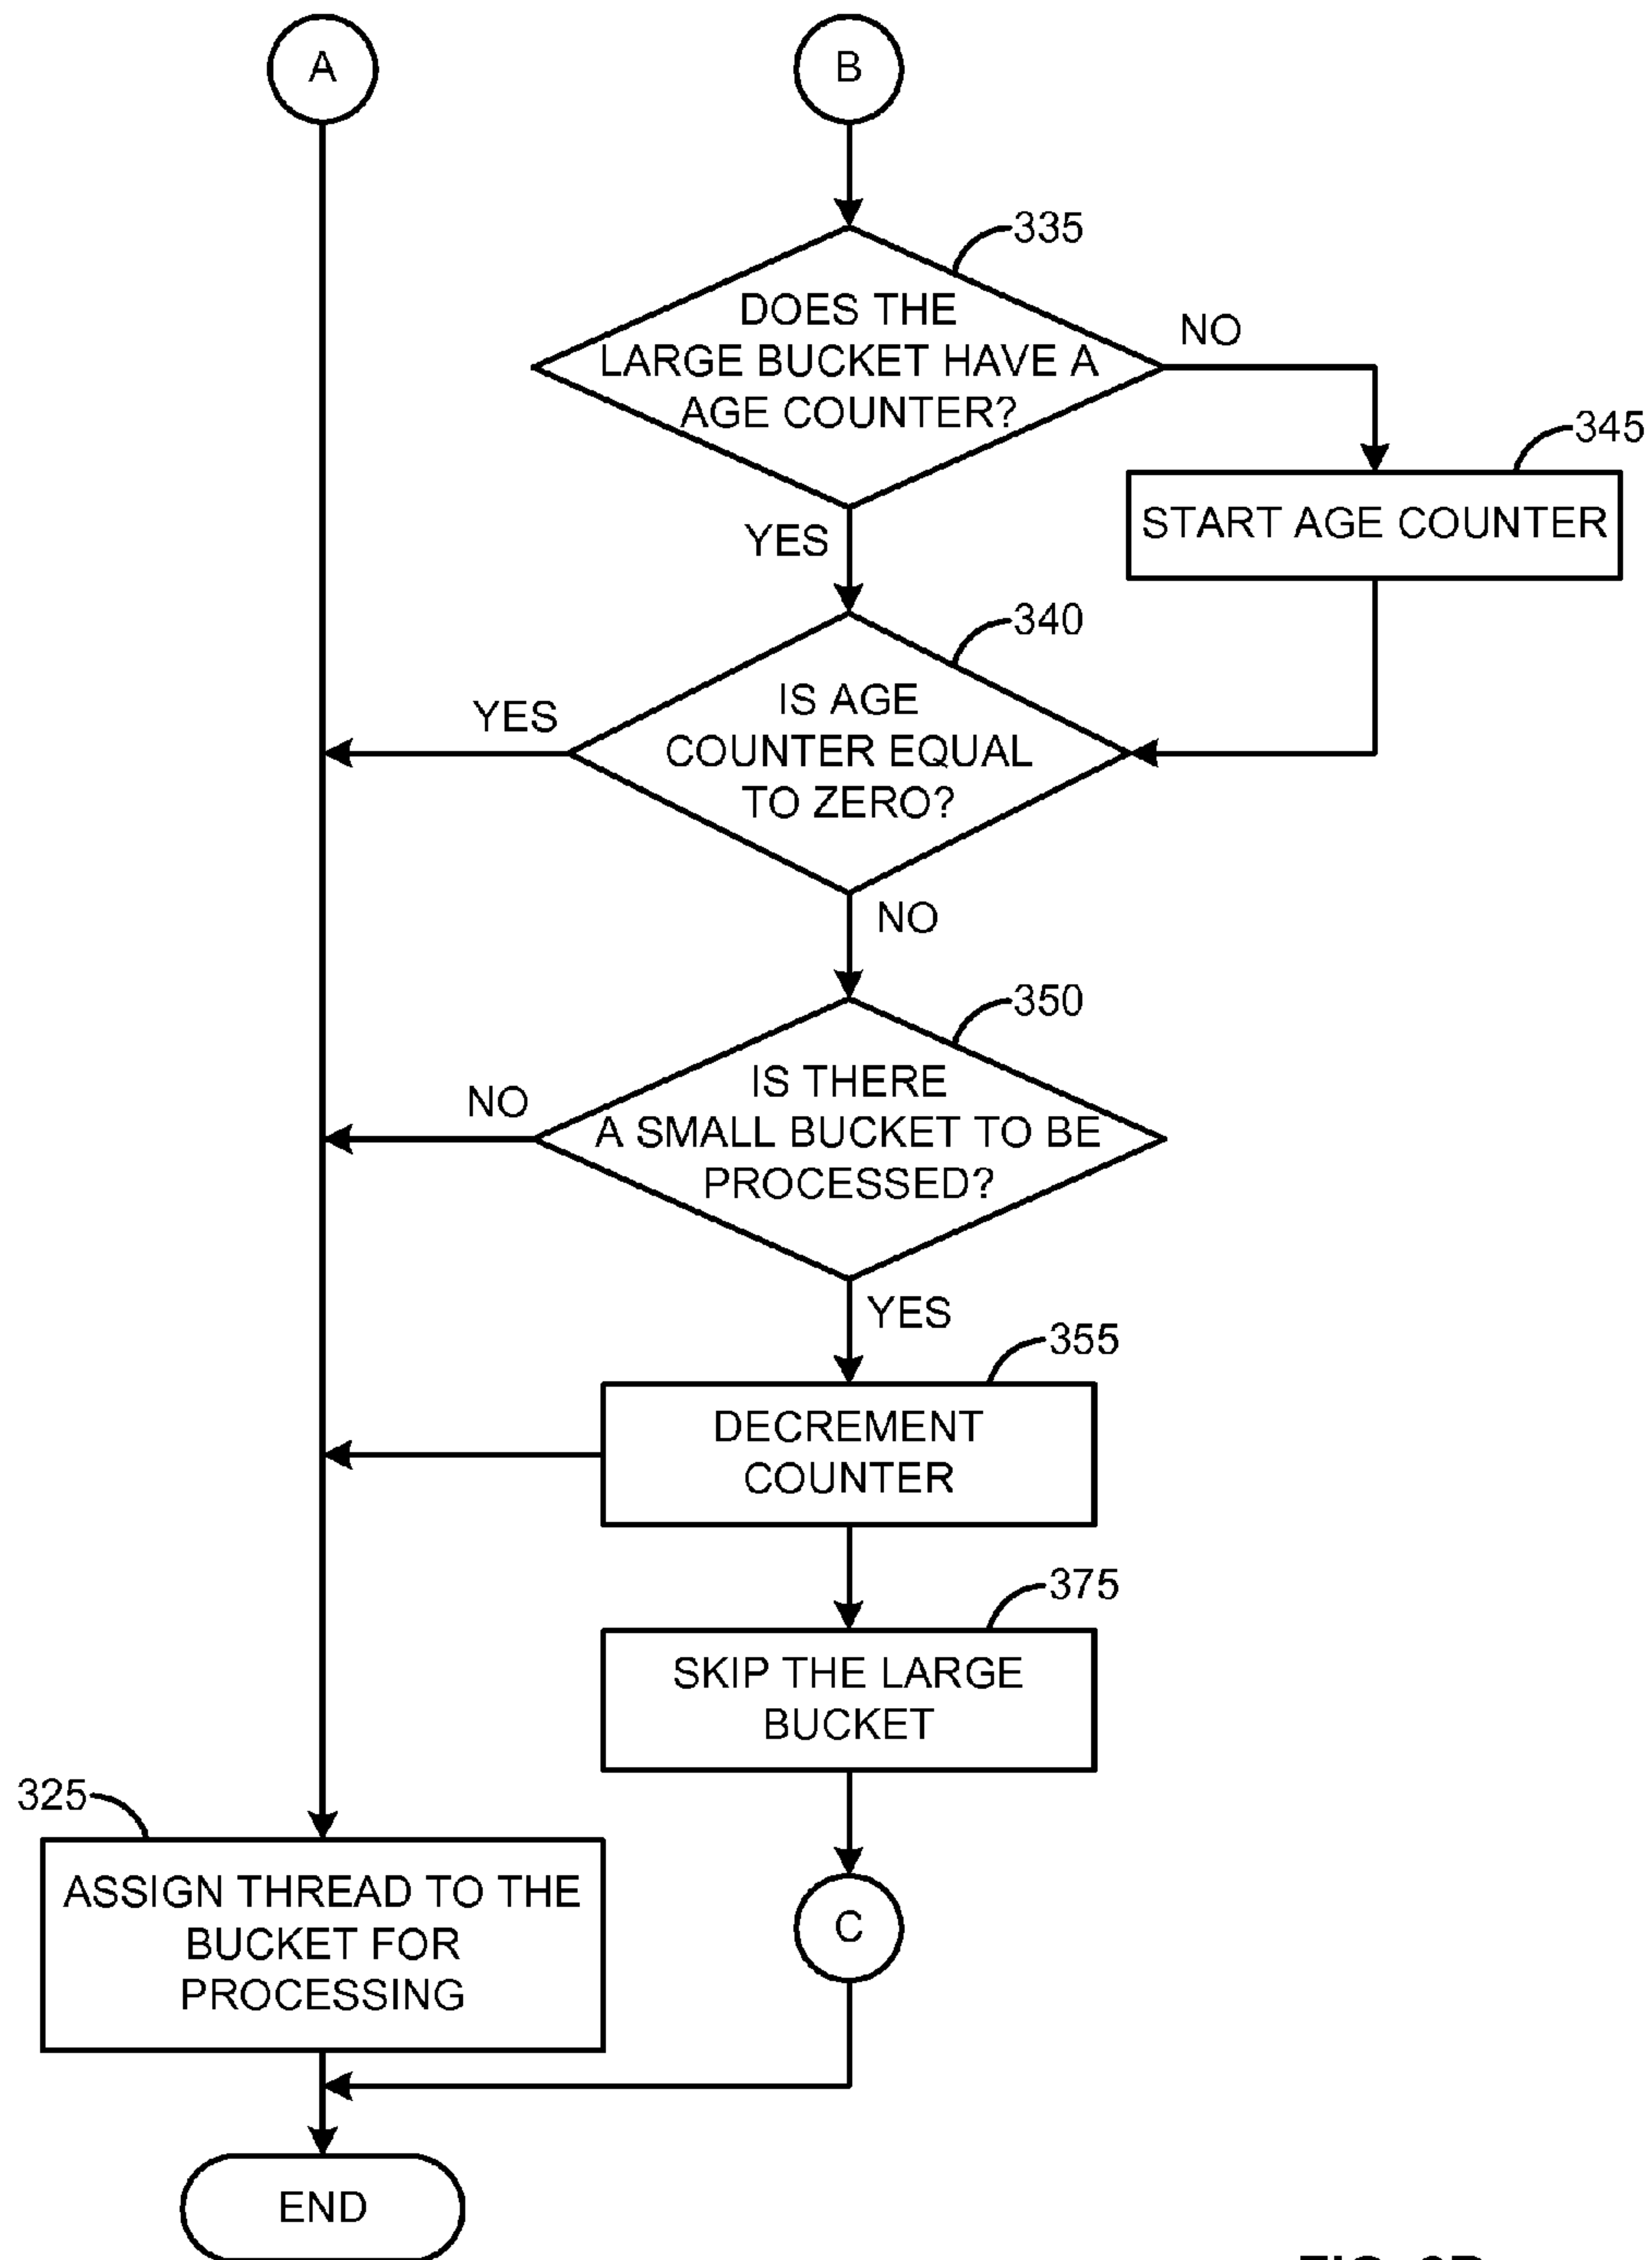 A
B
335
DOES THE
LARGE BUCKET HAVE A
AGE COUNTER?
NO
345
START AGE COUNTER
YES
340
IS AGE
COUNTER EQUAL
TO ZERO?
YES
NO
350
IS THERE
A SMALL BUCKET TO BE
PROCESSED?
NO
YES
355
DECREMENT
COUNTER
375
SKIP THE LARGE
BUCKET
325
ASSIGN THREAD TO THE
BUCKET FOR
PROCESSING
C
END